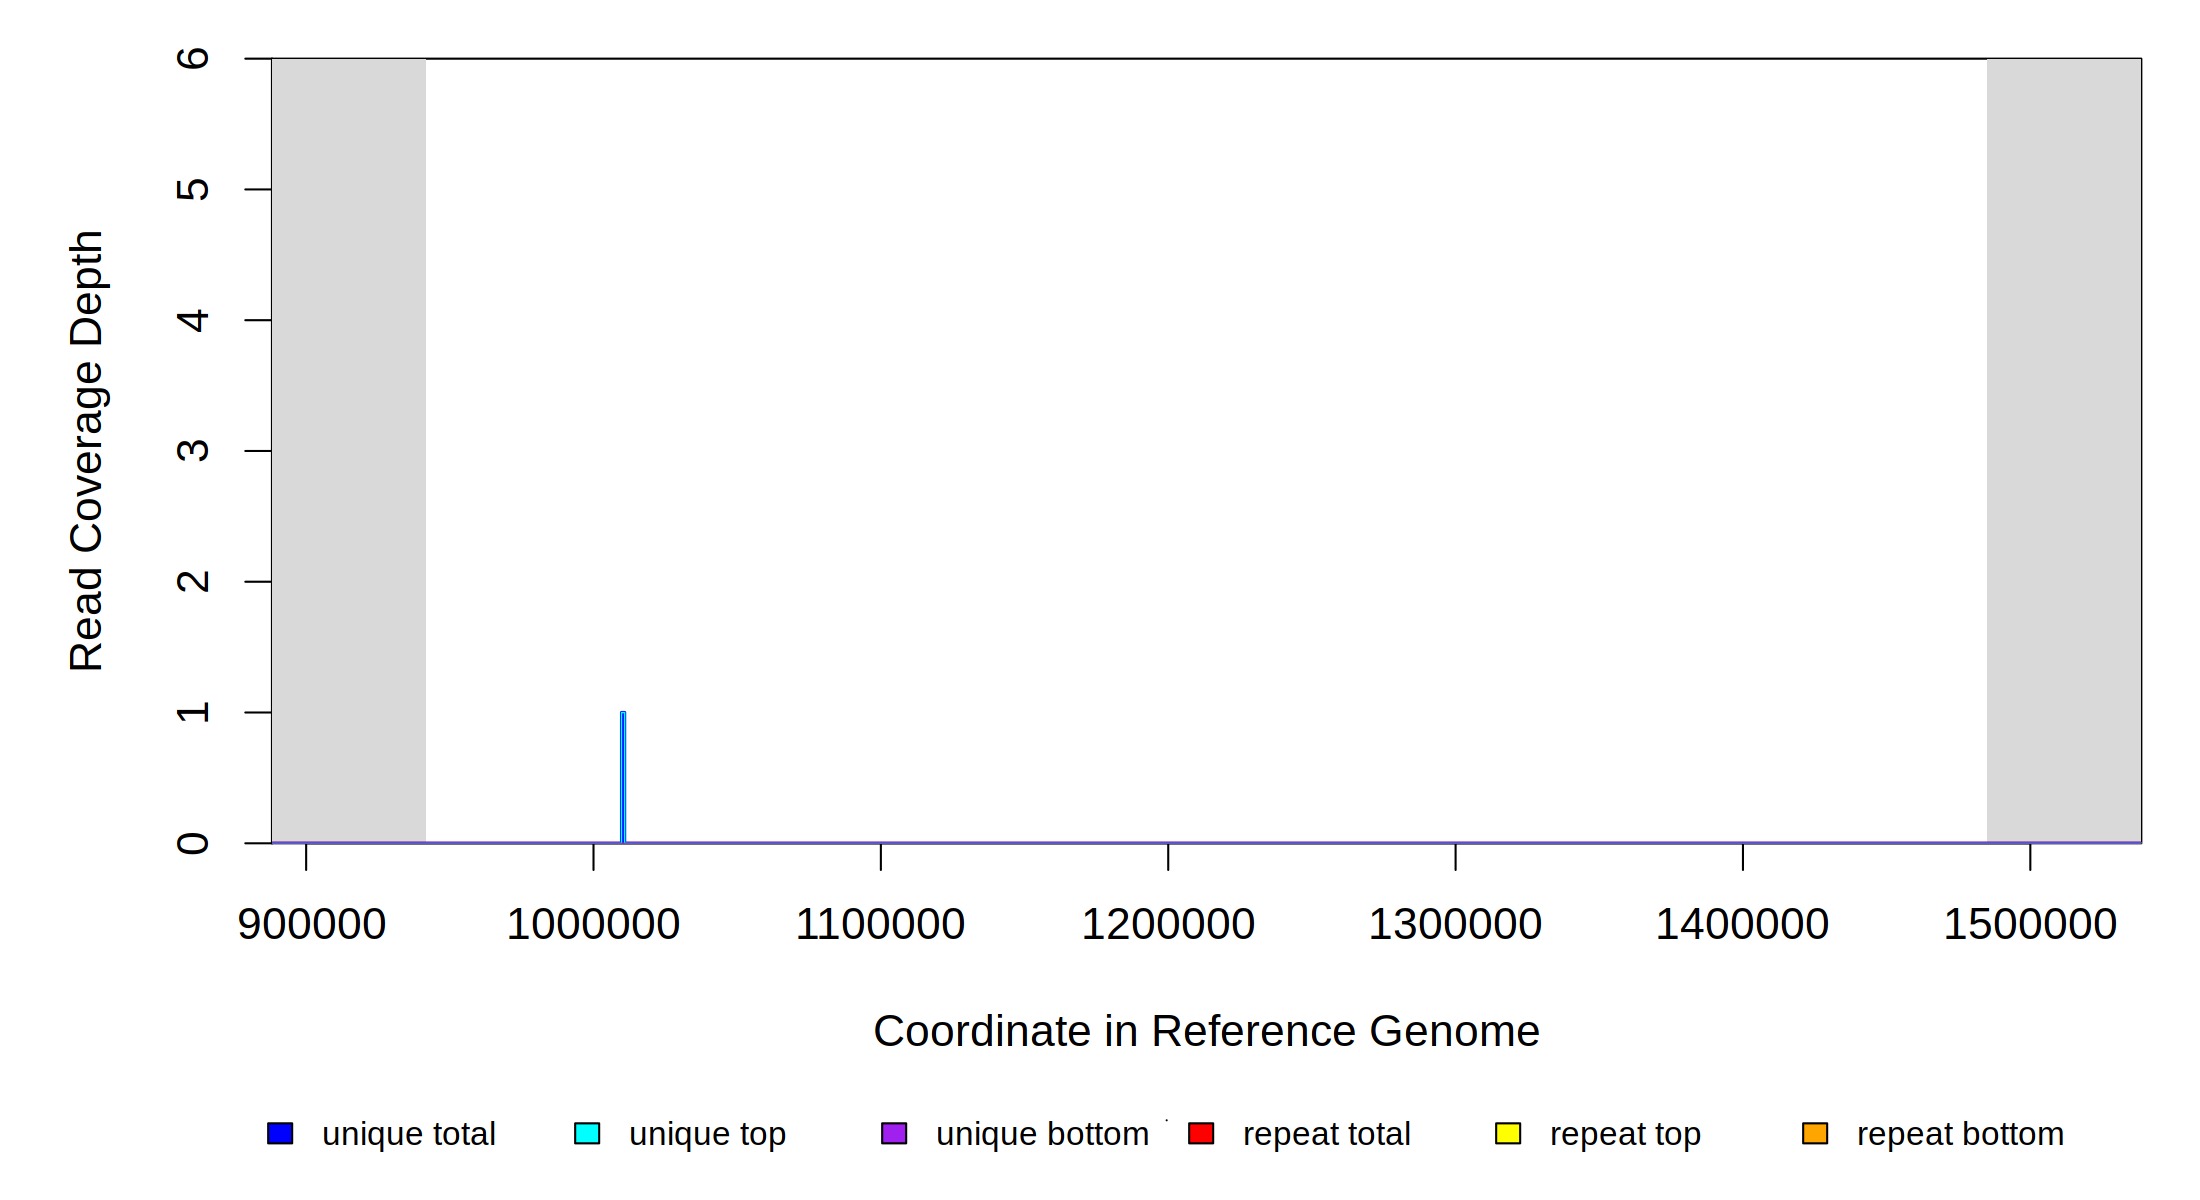 6
5
4
3
2
1
0
Read Coverage Depth
900000 1000000 1100000 1200000 1300000 1400000 1500000
Coordinate in Reference Genome
unique total unique top unique bottom repeat total repeat top repeat bottom